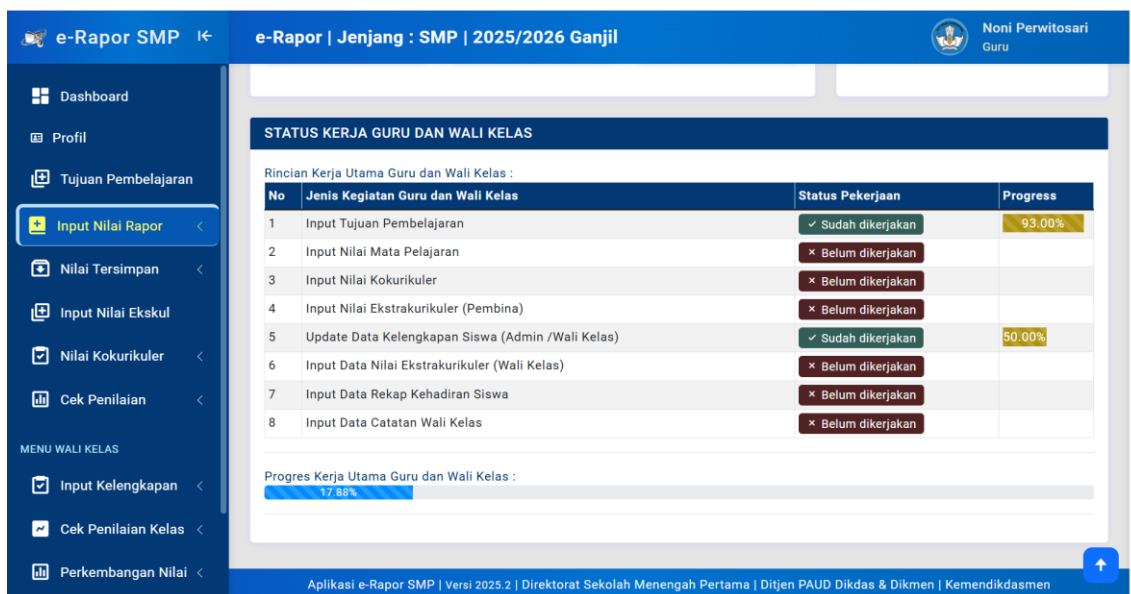 e-Rapor SMP
e-Rapor | Jenjang : SMP | 2025/2026 Ganjil
Noni Perwitosari
Guru
Dashboard
Profil
Tujuan Pembelajaran
Input Nilai Rapor
Nilai Tersimpan
Input Nilai Ekskul
Nilai Kokurikuler
Cek Penilaian
MENU WALI KELAS
Input Kelengkapan
Cek Penilaian Kelas
Perkembangan Nilai
STATUS KERJA GURU DAN WALI KELAS
Rincian Kerja Utama Guru dan Wali Kelas :
No Jenis Kegiatan Guru dan Wali Kelas Status Pekerjaan Progress
1 Input Tujuan Pembelajaran Sudah dikerjakan 93.00%
2 Input Nilai Mata Pelajaran Belum dikerjakan
3 Input Nilai Kokurikuler Belum dikerjakan
4 Input Nilai Ekstrakurikuler (Pembina) Belum dikerjakan
5 Update Data Kelengkapan Siswa (Admin /Wali Kelas) Sudah dikerjakan 50.00%
6 Input Data Nilai Ekstrakurikuler (Wali Kelas) Belum dikerjakan
7 Input Data Rekap Kehadiran Siswa Belum dikerjakan
8 Input Data Catatan Wali Kelas Belum dikerjakan
Progres Kerja Utama Guru dan Wali Kelas :
17.88%
Aplikasi e-Rapor SMP | Versi 2025.2 | Direktorat Sekolah Menengah Pertama | Ditjen PAUD Dikdas & Dikmen | Kemendikdasmen